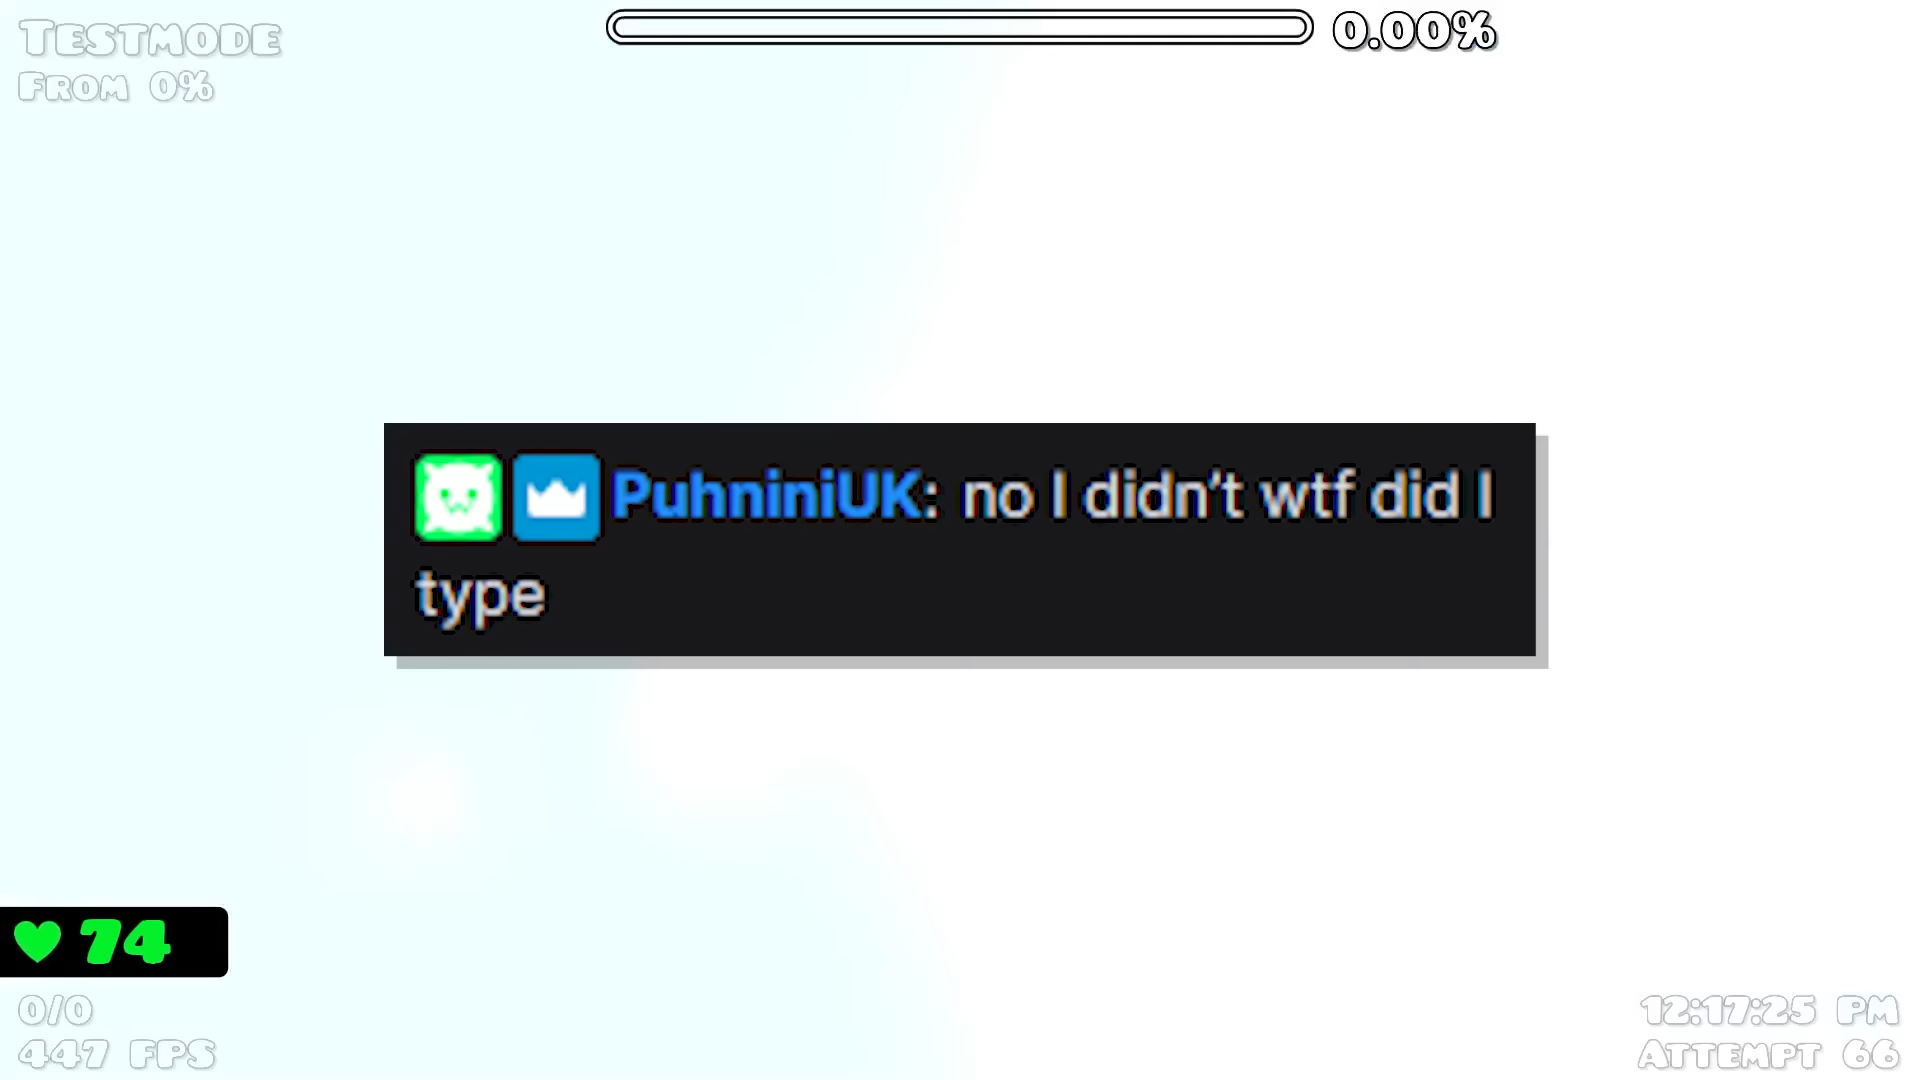 TESTMODE
FROM 0%
0.00%
PuhniniUK: no I didn't wtf did I
type
74
0/0
447 FPS
12:17:25 PM
ATTEMPT 66